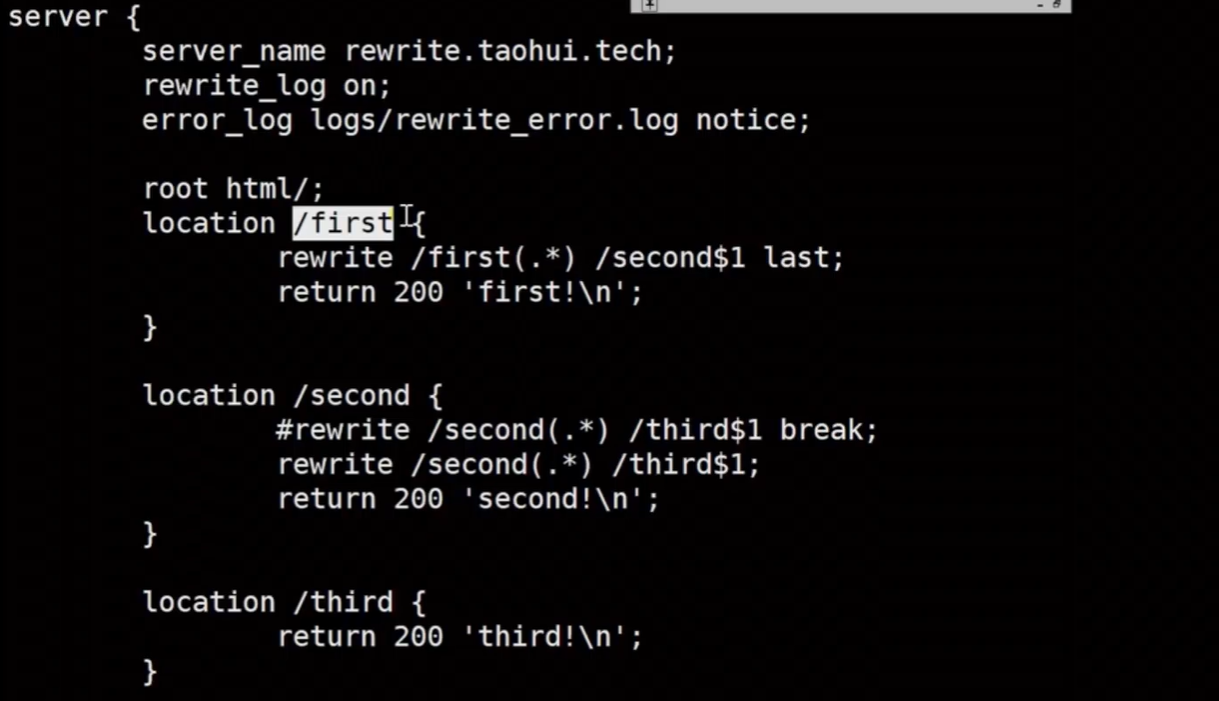 server {
        server_name rewrite.taohui.tech;
        rewrite_log on;
        error_log logs/rewrite_error.log notice;

        root html/;
        location /first {
                rewrite /first(.*) /second$1 last;
                return 200 'first!\n';
        }

        location /second {
                #rewrite /second(.*) /third$1 break;
                rewrite /second(.*) /third$1;
                return 200 'second!\n';
        }

        location /third {
                return 200 'third!\n';
        }